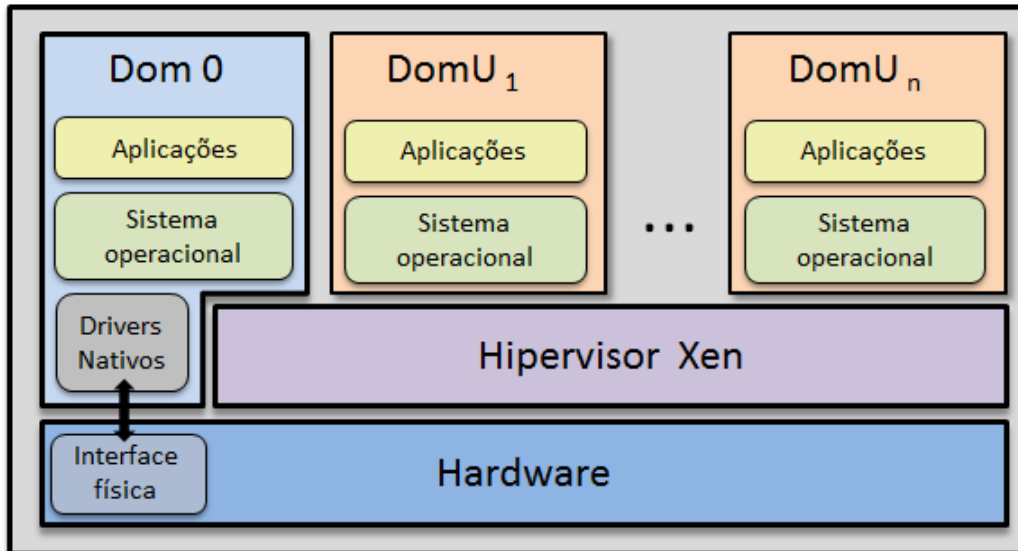 Dom 0
Aplicações
Sistema
operacional
Drivers
Nativos
DomU 1
Aplicações
Sistema
operacional
...
DomU n
Aplicações
Sistema
operacional
Hipervisor Xen
Interface
física
Hardware